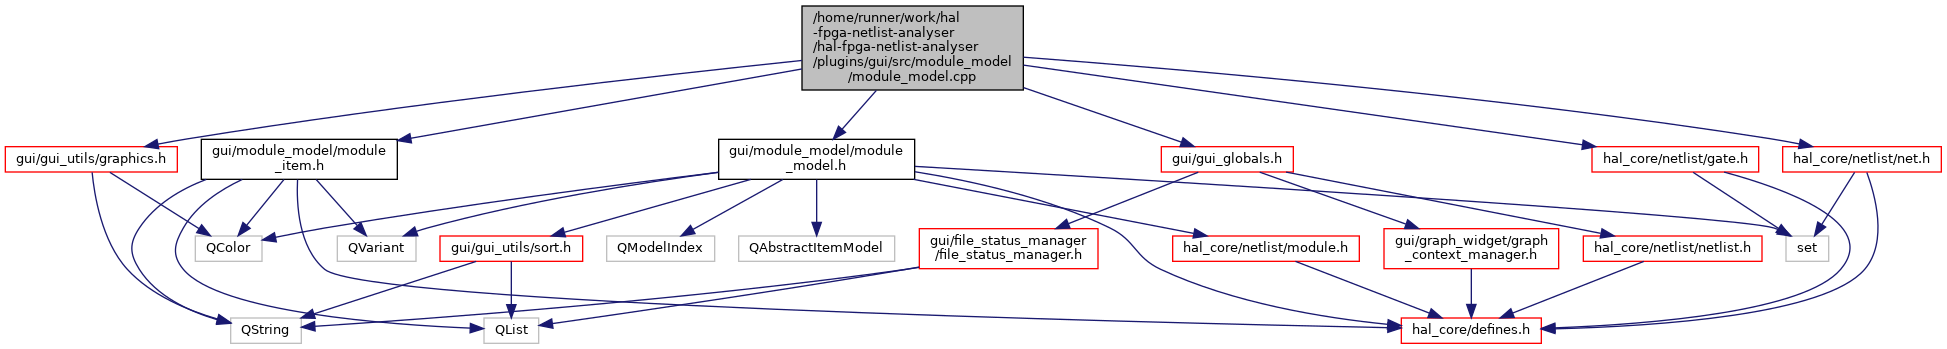 /home/runner/work/hal
-fpga-netlist-analyser
/hal-fpga-netlist-analyser
/plugins/gui/src/module_model
/module_model.cpp
gui/gui_utils/graphics.h
gui/module_model/module
_item.h
gui/module_model/module
_model.h
gui/gui_globals.h
hal_core/netlist/gate.h
hal_core/netlist/net.h
QColor
QVariant
gui/gui_utils/sort.h
QModelIndex
QAbstractItemModel
gui/file_status_manager
/file_status_manager.h
hal_core/netlist/module.h
gui/graph_widget/graph
_context_manager.h
hal_core/netlist/netlist.h
set
QString
QList
hal_core/defines.h